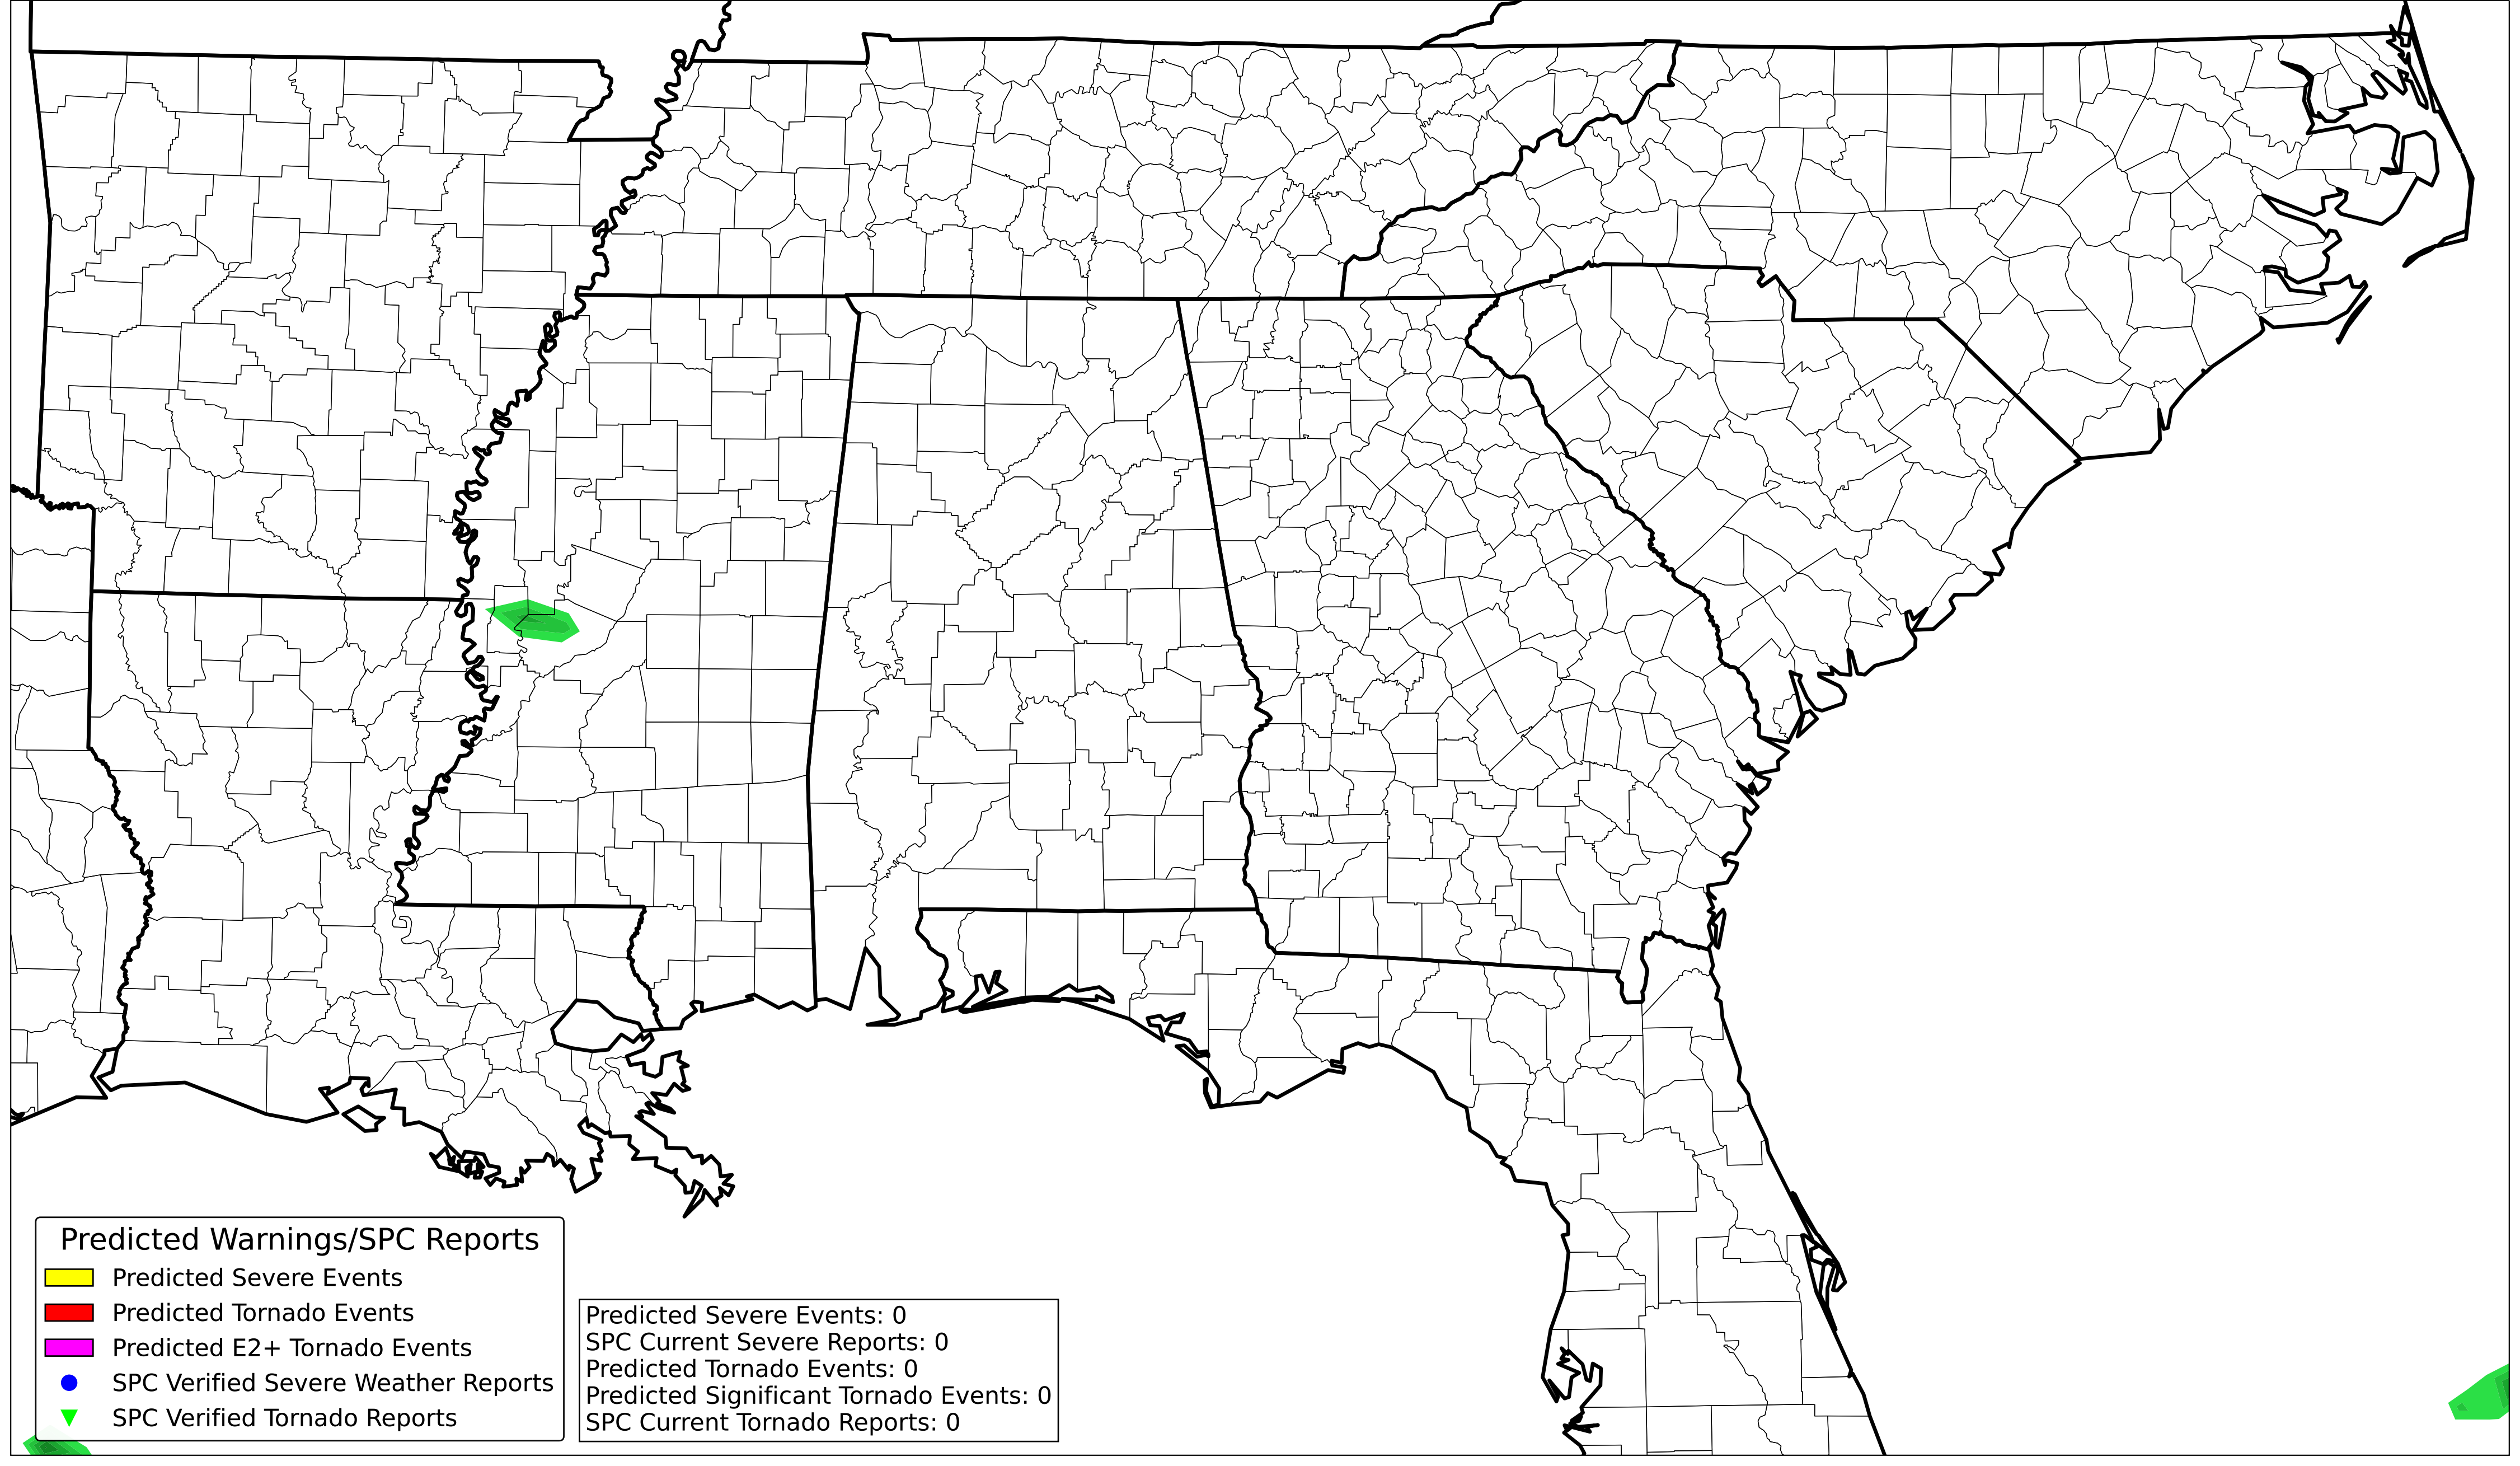 Predicted Warnings/SPC Reports
Predicted Severe Events
Predicted Tornado Events
Predicted E2+ Tornado Events
SPC Verified Severe Weather Reports
SPC Verified Tornado Reports
Predicted Severe Events: 0
SPC Current Severe Reports: 0
Predicted Tornado Events: 0
Predicted Significant Tornado Events: 0
SPC Current Tornado Reports: 0